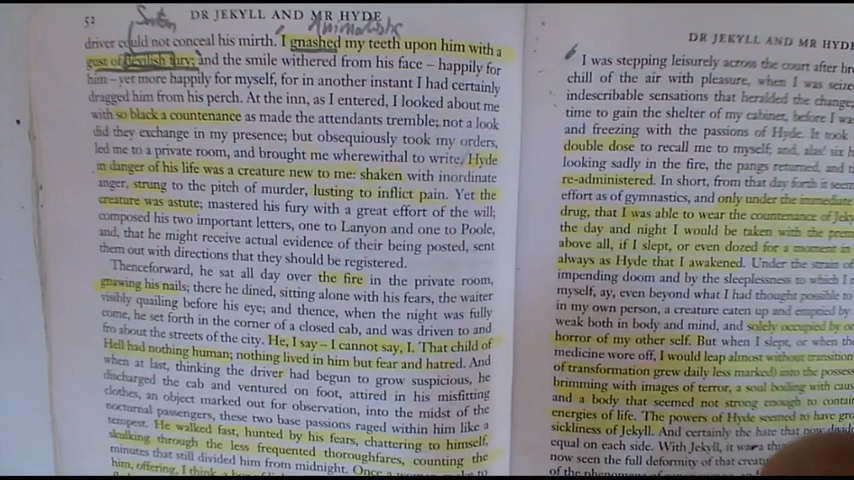 52
DR JEKYLL AND MR HYDE
Animalistic
driver could not conceal his mirth. I gnashed my teeth upon him with a
gust of devilish fury; and the smile withered from his face – happily for
him – yet more happily for myself, for in another instant I had certainly
dragged him from his perch. At the inn, as I entered, I looked about me
with so black a countenance as made the attendants tremble; not a look
did they exchange in my presence; but obsequiously took my orders,
led me to a private room, and brought me wherewithal to write. Hyde
in danger of his life was a creature new to me: shaken with inordinate
anger, strung to the pitch of murder, lusting to inflict pain. Yet the
creature was astute; mastered his fury with a great effort of the will;
composed his two important letters, one to Lanyon and one to Poole,
and, that he might receive actual evidence of their being posted, sent
them out with directions that they should be registered.
Thenceforward, he sat all day over the fire in the private room,
gnawing his nails; there he dined, sitting alone with his fears, the waiter
visibly quailing before his eye; and thence, when the night was fully
come, he set forth in the corner of a closed cab, and was driven to and
fro about the streets of the city. He, I say – I cannot say, I. That child of
Hell had nothing human; nothing lived in him but fear and hatred. And
when at last, thinking the driver had begun to grow suspicious, he
discharged the cab and ventured on foot, attired in his misfitting
clothes, an object marked out for observation, into the midst of the
nocturnal passengers, these two base passions raged within him like a
tempest. He walked fast, hunted by his fears, chattering to himself,
skulking through the less frequented thoroughfares, counting the
minutes that still divided him from midnight. Once a woman spoke to
him, offering, I think, a box of
DR JEKYLL AND MR HYDE
I was stepping leisurely across the court after
chill of the air with pleasure, when I was seized
indescribable sensations that heralded the change;
time to gain the shelter of my cabinet, before I was
and freezing with the passions of Hyde. It took
double dose to recall me to myself; and, alas! six
looking sadly in the fire, the pangs returned, and
re-administered. In short, from that day forth it
effort as of gymnastics, and only under the immediate
drug, that I was able to wear the countenance of
the day and night I would be taken with the
above all, if I slept, or even dozed for a moment in
always as Hyde that I awakened. Under the strain of
impending doom and by the sleeplessness to which I
myself, ay, even beyond what I had thought possible to
in my own person, a creature eaten up and emptied by
weak both in body and mind, and solely occupied by
horror of my other self. But when I slept, or when the
medicine wore off, I would leap almost without transition
of transformation grew daily less marked) into the
brimming with images of terror, a soul boiling with
and a body that seemed not strong enough to contain
energies of life. The powers of Hyde seemed to have
sickliness of Jekyll. And certainly the hate that now
equal on each side. With Jekyll, it was a
now seen the full deformity of that
of the phenomena of